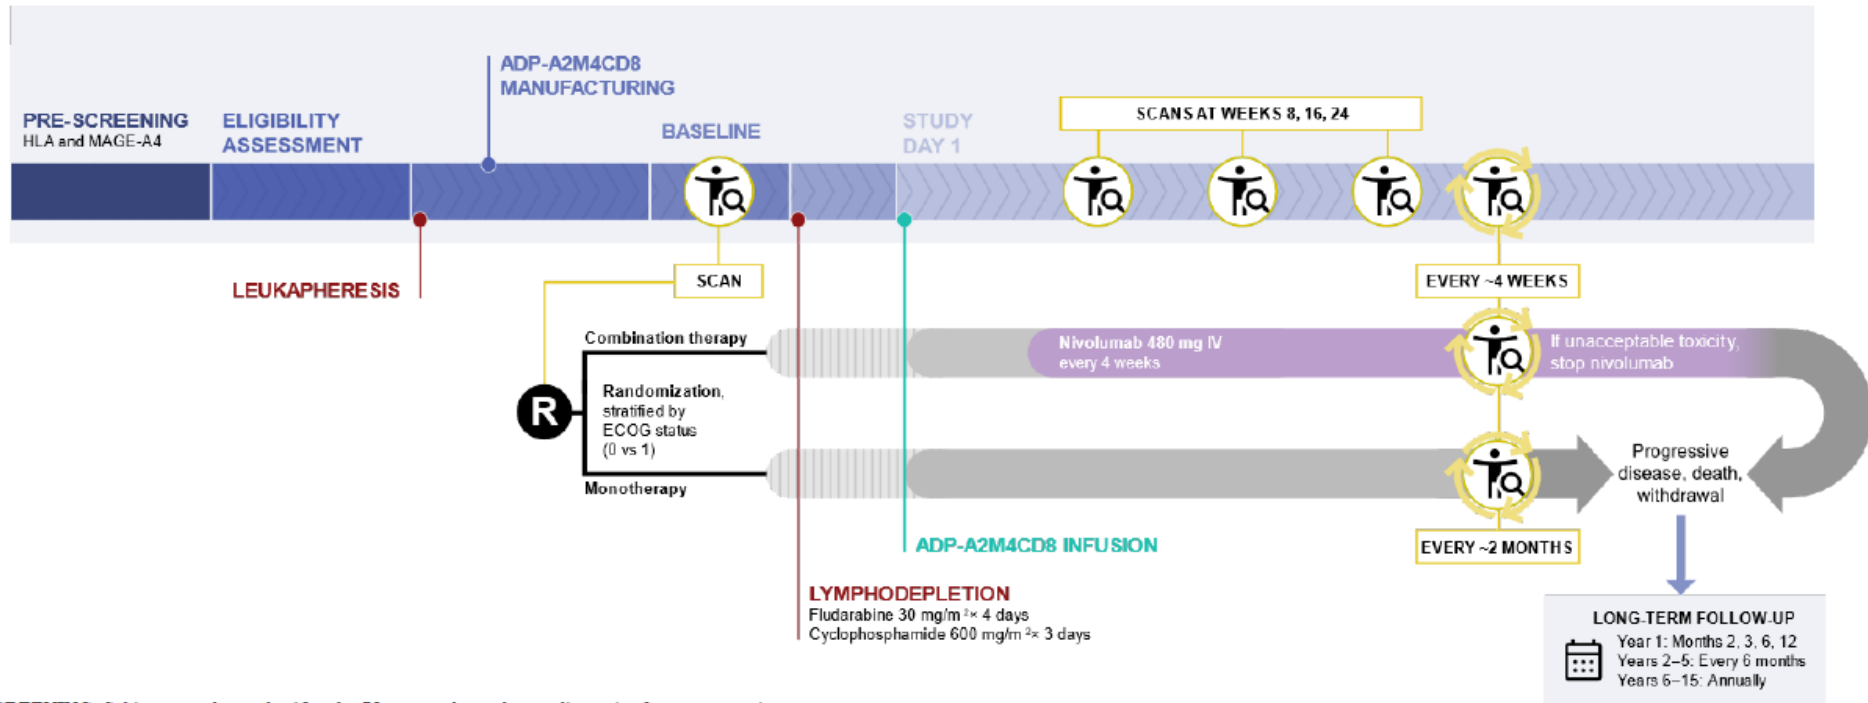 ADP-A2M4CD8
MANUFACTURING
PRE-SCREENING
HLA and MAGE-A4
ELIGIBILITY
ASSESSMENT
BASELINE
STUDY
DAY 1
SCANS AT WEEKS 8, 16, 24
LEUKAPHERESIS
SCAN
EVERY ~4 WEEKS
Combination therapy
Nivolumab 480 mg IV
every 4 weeks
If unacceptable toxicity,
stop nivolumab
R
Randomization,
stratified by
ECOG status
(0 vs 1)
Monotherapy
Progressive
disease, death,
withdrawal
ADP-A2M4CD8 INFUSION
EVERY ~2 MONTHS
LYMPHODEPLETION
Fludarabine 30 mg/m²× 4 days
Cyclophosphamide 600 mg/m²× 3 days
LONG-TERM FOLLOW-UP
Year 1: Months 2, 3, 6, 12
Years 2–5: Every 6 months
Years 6–15: Annually